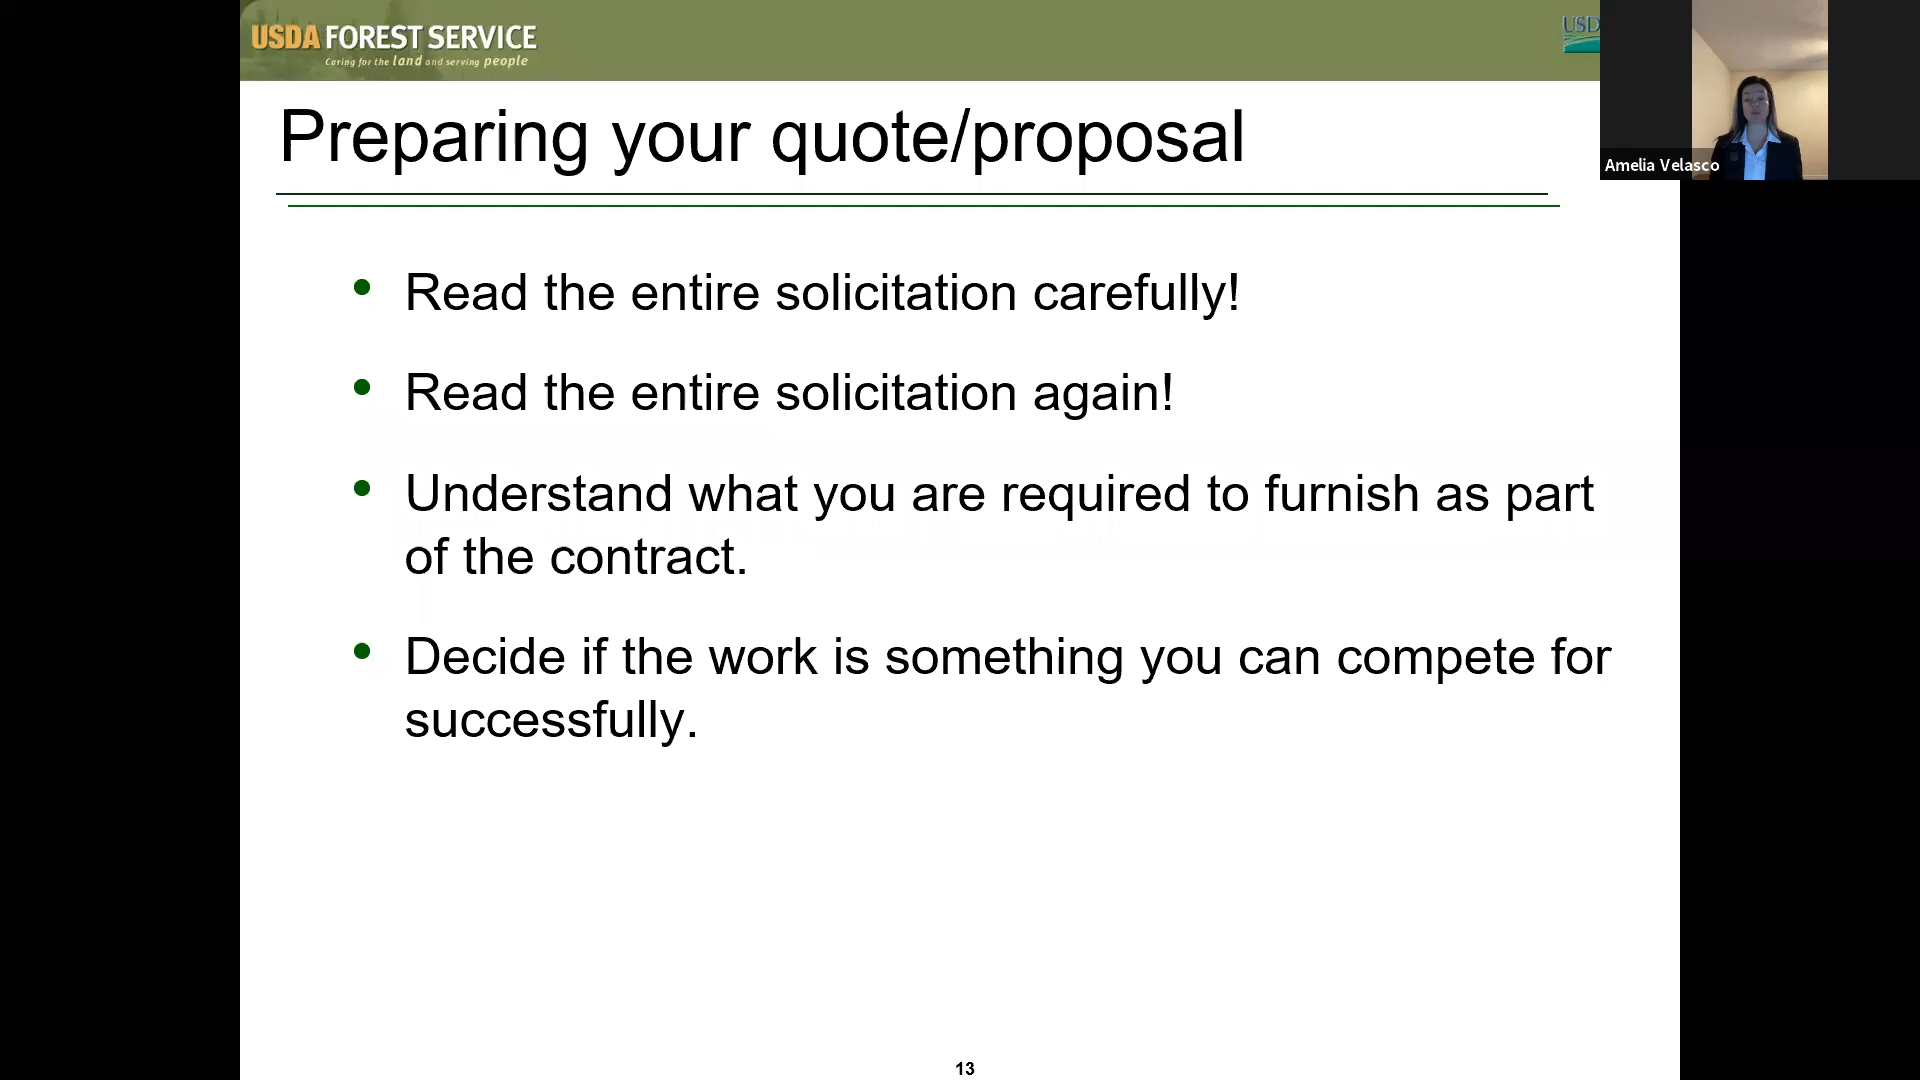 USDA FOREST SERVICE
Caring for the land and serving people
USD
Amelia Velasco
Preparing your quote/proposal
• Read the entire solicitation carefully!
• Read the entire solicitation again!
• Understand what you are required to furnish as part
of the contract.
• Decide if the work is something you can compete for
successfully.
13